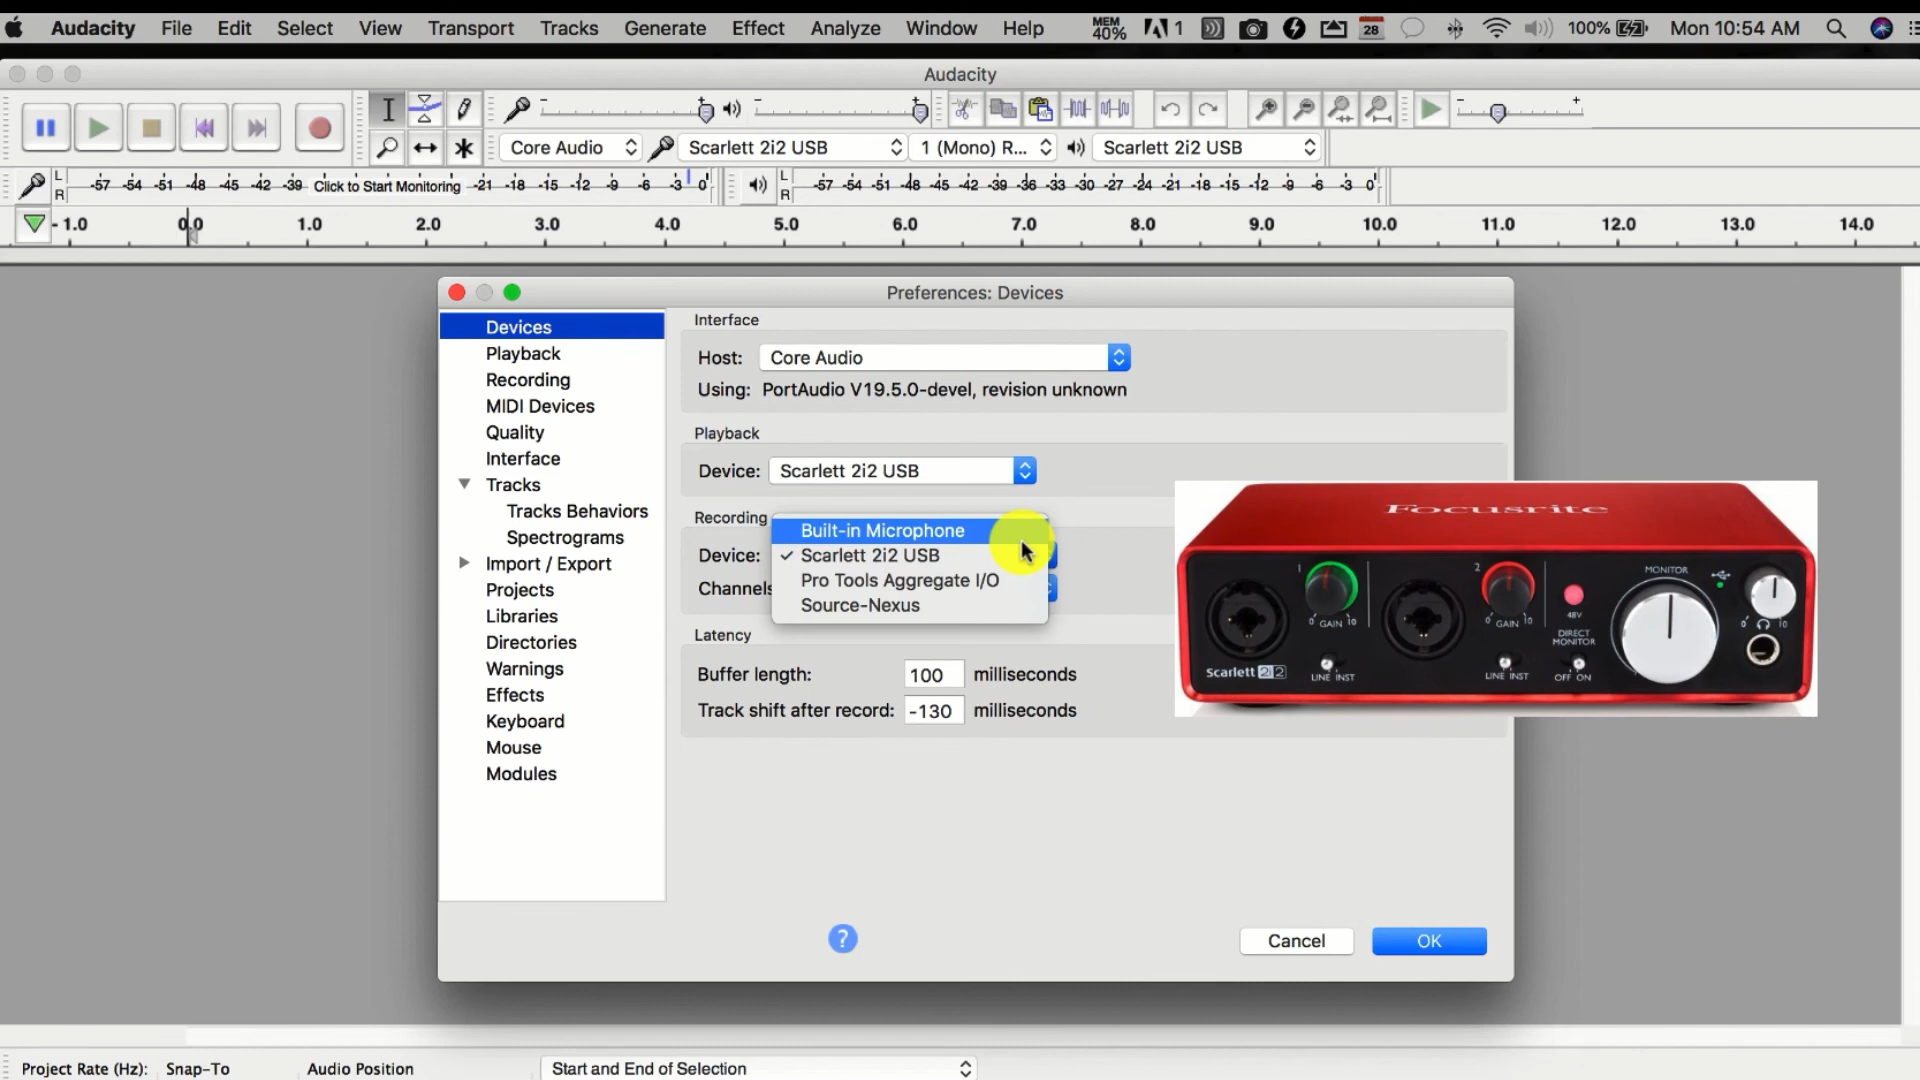 Audacity File Edit Select View Transport Tracks Generate Effect Analyze Window Help MEM 40% 1 28 100% Mon 10:54 AM
Audacity
Core Audio Scarlett 2i2 USB 1 (Mono) R... Scarlett 2i2 USB
L R -57 -54 -51 -48 -45 -42 -39 Click to Start Monitoring -21 -18 -15 -12 -9 -6 -3 0 L R -57 -54 -51 -48 -45 -42 -39 -36 -33 -30 -27 -24 -21 -18 -15 -12 -9 -6 -3 0
-1.0 0.0 1.0 2.0 3.0 4.0 5.0 6.0 7.0 8.0 9.0 10.0 11.0 12.0 13.0 14.0
Preferences: Devices
Devices
Playback
Recording
MIDI Devices
Quality
Interface
Tracks
Tracks Behaviors
Spectrograms
Import / Export
Projects
Libraries
Directories
Warnings
Effects
Keyboard
Mouse
Modules
Interface
Host: Core Audio
Using: PortAudio V19.5.0-devel, revision unknown
Playback
Device: Scarlett 2i2 USB
Recording
Device:
Channels
Built-in Microphone
✓ Scarlett 2i2 USB
Pro Tools Aggregate I/O
Source-Nexus
Latency
Buffer length: 100 milliseconds
Track shift after record: -130 milliseconds
? Cancel OK
Focusrite
1 2 MONITOR
0 GAIN 10 0 GAIN 10 48V 0 10
DIRECT
MONITOR
Scarlett 2i2 LINE INST LINE INST OFF ON
Project Rate (Hz): Snap-To Audio Position Start and End of Selection